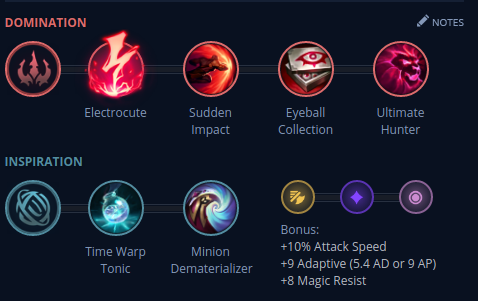 DOMINATION
NOTES
Electrocute
Sudden
Impact
Eyeball
Collection
Ultimate
Hunter
INSPIRATION
Time Warp
Tonic
Minion
Dematerializer
Bonus:
+10% Attack Speed
+9 Adaptive (5.4 AD or 9 AP)
+8 Magic Resist